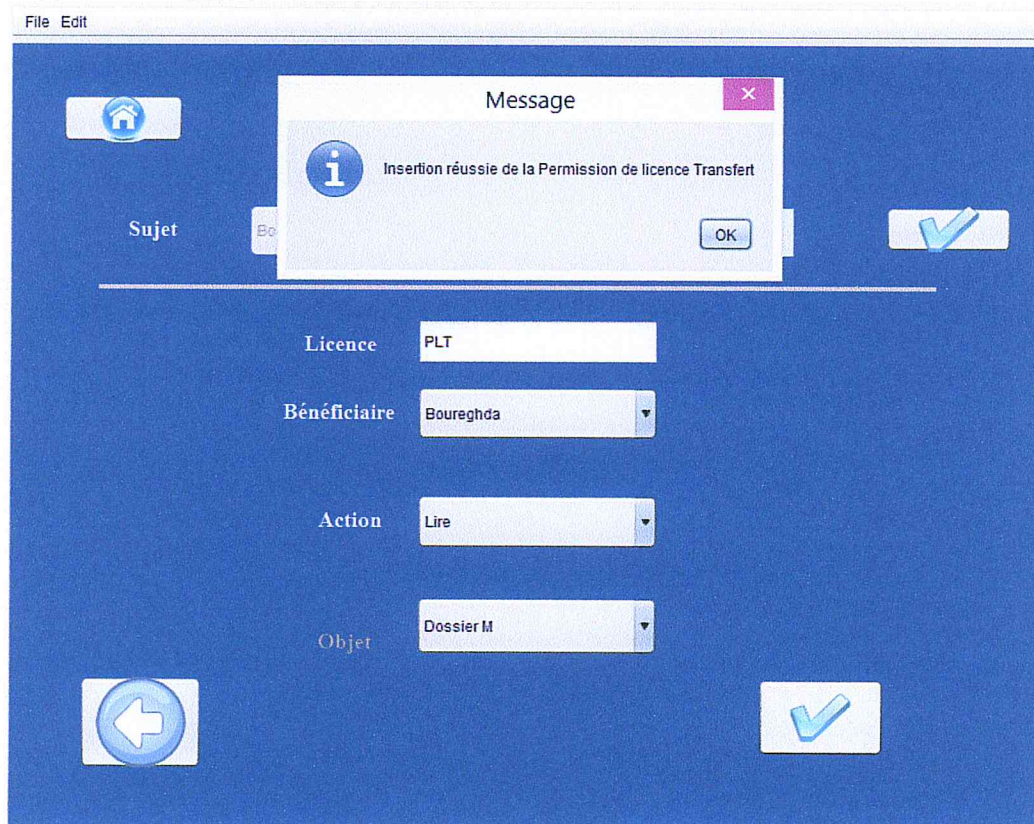 File Edit
Message
Insertion réussie de la Permission de licence Transfert
OK
Sujet
Licence
PLT
Bénéficiaire
Boureghda
Action
Lire
Objet
Dossier M